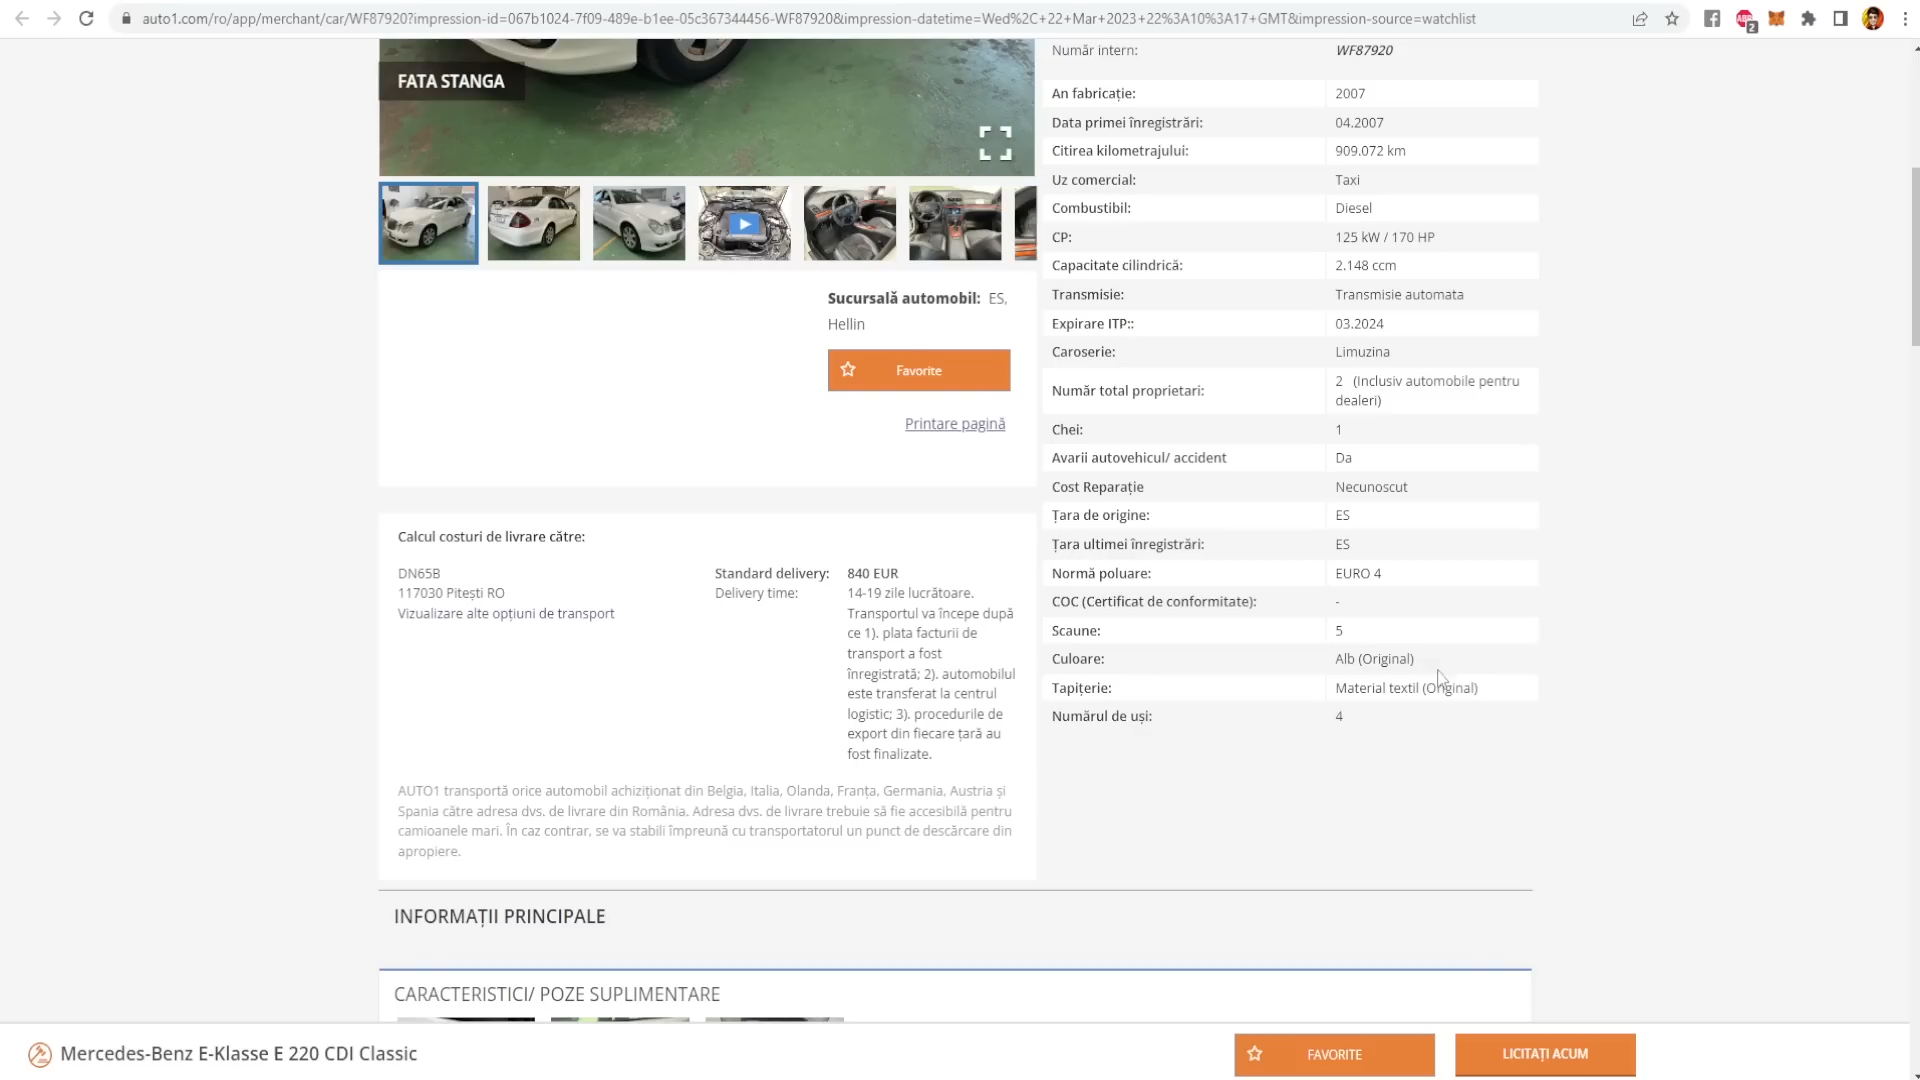 auto1.com/ro/app/merchant/car/WF87920?impression-id=067b1024-7f09-489e-b1ee-05c367344456-WF87920&impression-datetime=Wed%2C+22+Mar+2023+22%3A10%3A17+GMT&impression-source=watchlist
2
FATA STANGA
Sucursală automobil: ES,
Hellin
Favorite
Printare pagină
Calcul costuri de livrare către:
DN65B
117030 Pitești RO
Vizualizare alte opțiuni de transport
Standard delivery: 840 EUR
Delivery time: 14-19 zile lucrătoare.
Transportul va începe după
ce 1). plata facturii de
transport a fost
înregistrată; 2). automobilul
este transferat la centrul
logistic; 3). procedurile de
export din fiecare țară au
fost finalizate.
AUTO1 transportă orice automobil achiziționat din Belgia, Italia, Olanda, Franța, Germania, Austria și
Spania către adresa dvs. de livrare din România. Adresa dvs. de livrare trebuie să fie accesibilă pentru
camioanele mari. În caz contrar, se va stabili împreună cu transportatorul un punct de descărcare din
apropiere.
Număr intern: WF87920
An fabricație: 2007
Data primei înregistrări: 04.2007
Citirea kilometrajului: 909.072 km
Uz comercial: Taxi
Combustibil: Diesel
CP: 125 kW / 170 HP
Capacitate cilindrică: 2.148 ccm
Transmisie: Transmisie automata
Expirare ITP:: 03.2024
Caroserie: Limuzina
Număr total proprietari: 2 (Inclusiv automobile pentru
dealeri)
Chei: 1
Avarii autovehicul/ accident Da
Cost Reparație Necunoscut
Țara de origine: ES
Țara ultimei înregistrări: ES
Normă poluare: EURO 4
COC (Certificat de conformitate): -
Scaune: 5
Culoare: Alb (Original)
Tapițerie: Material textil (Original)
Numărul de uși: 4
INFORMAȚII PRINCIPALE
CARACTERISTICI/ POZE SUPLIMENTARE
Mercedes-Benz E-Klasse E 220 CDI Classic
FAVORITE
LICITAȚI ACUM